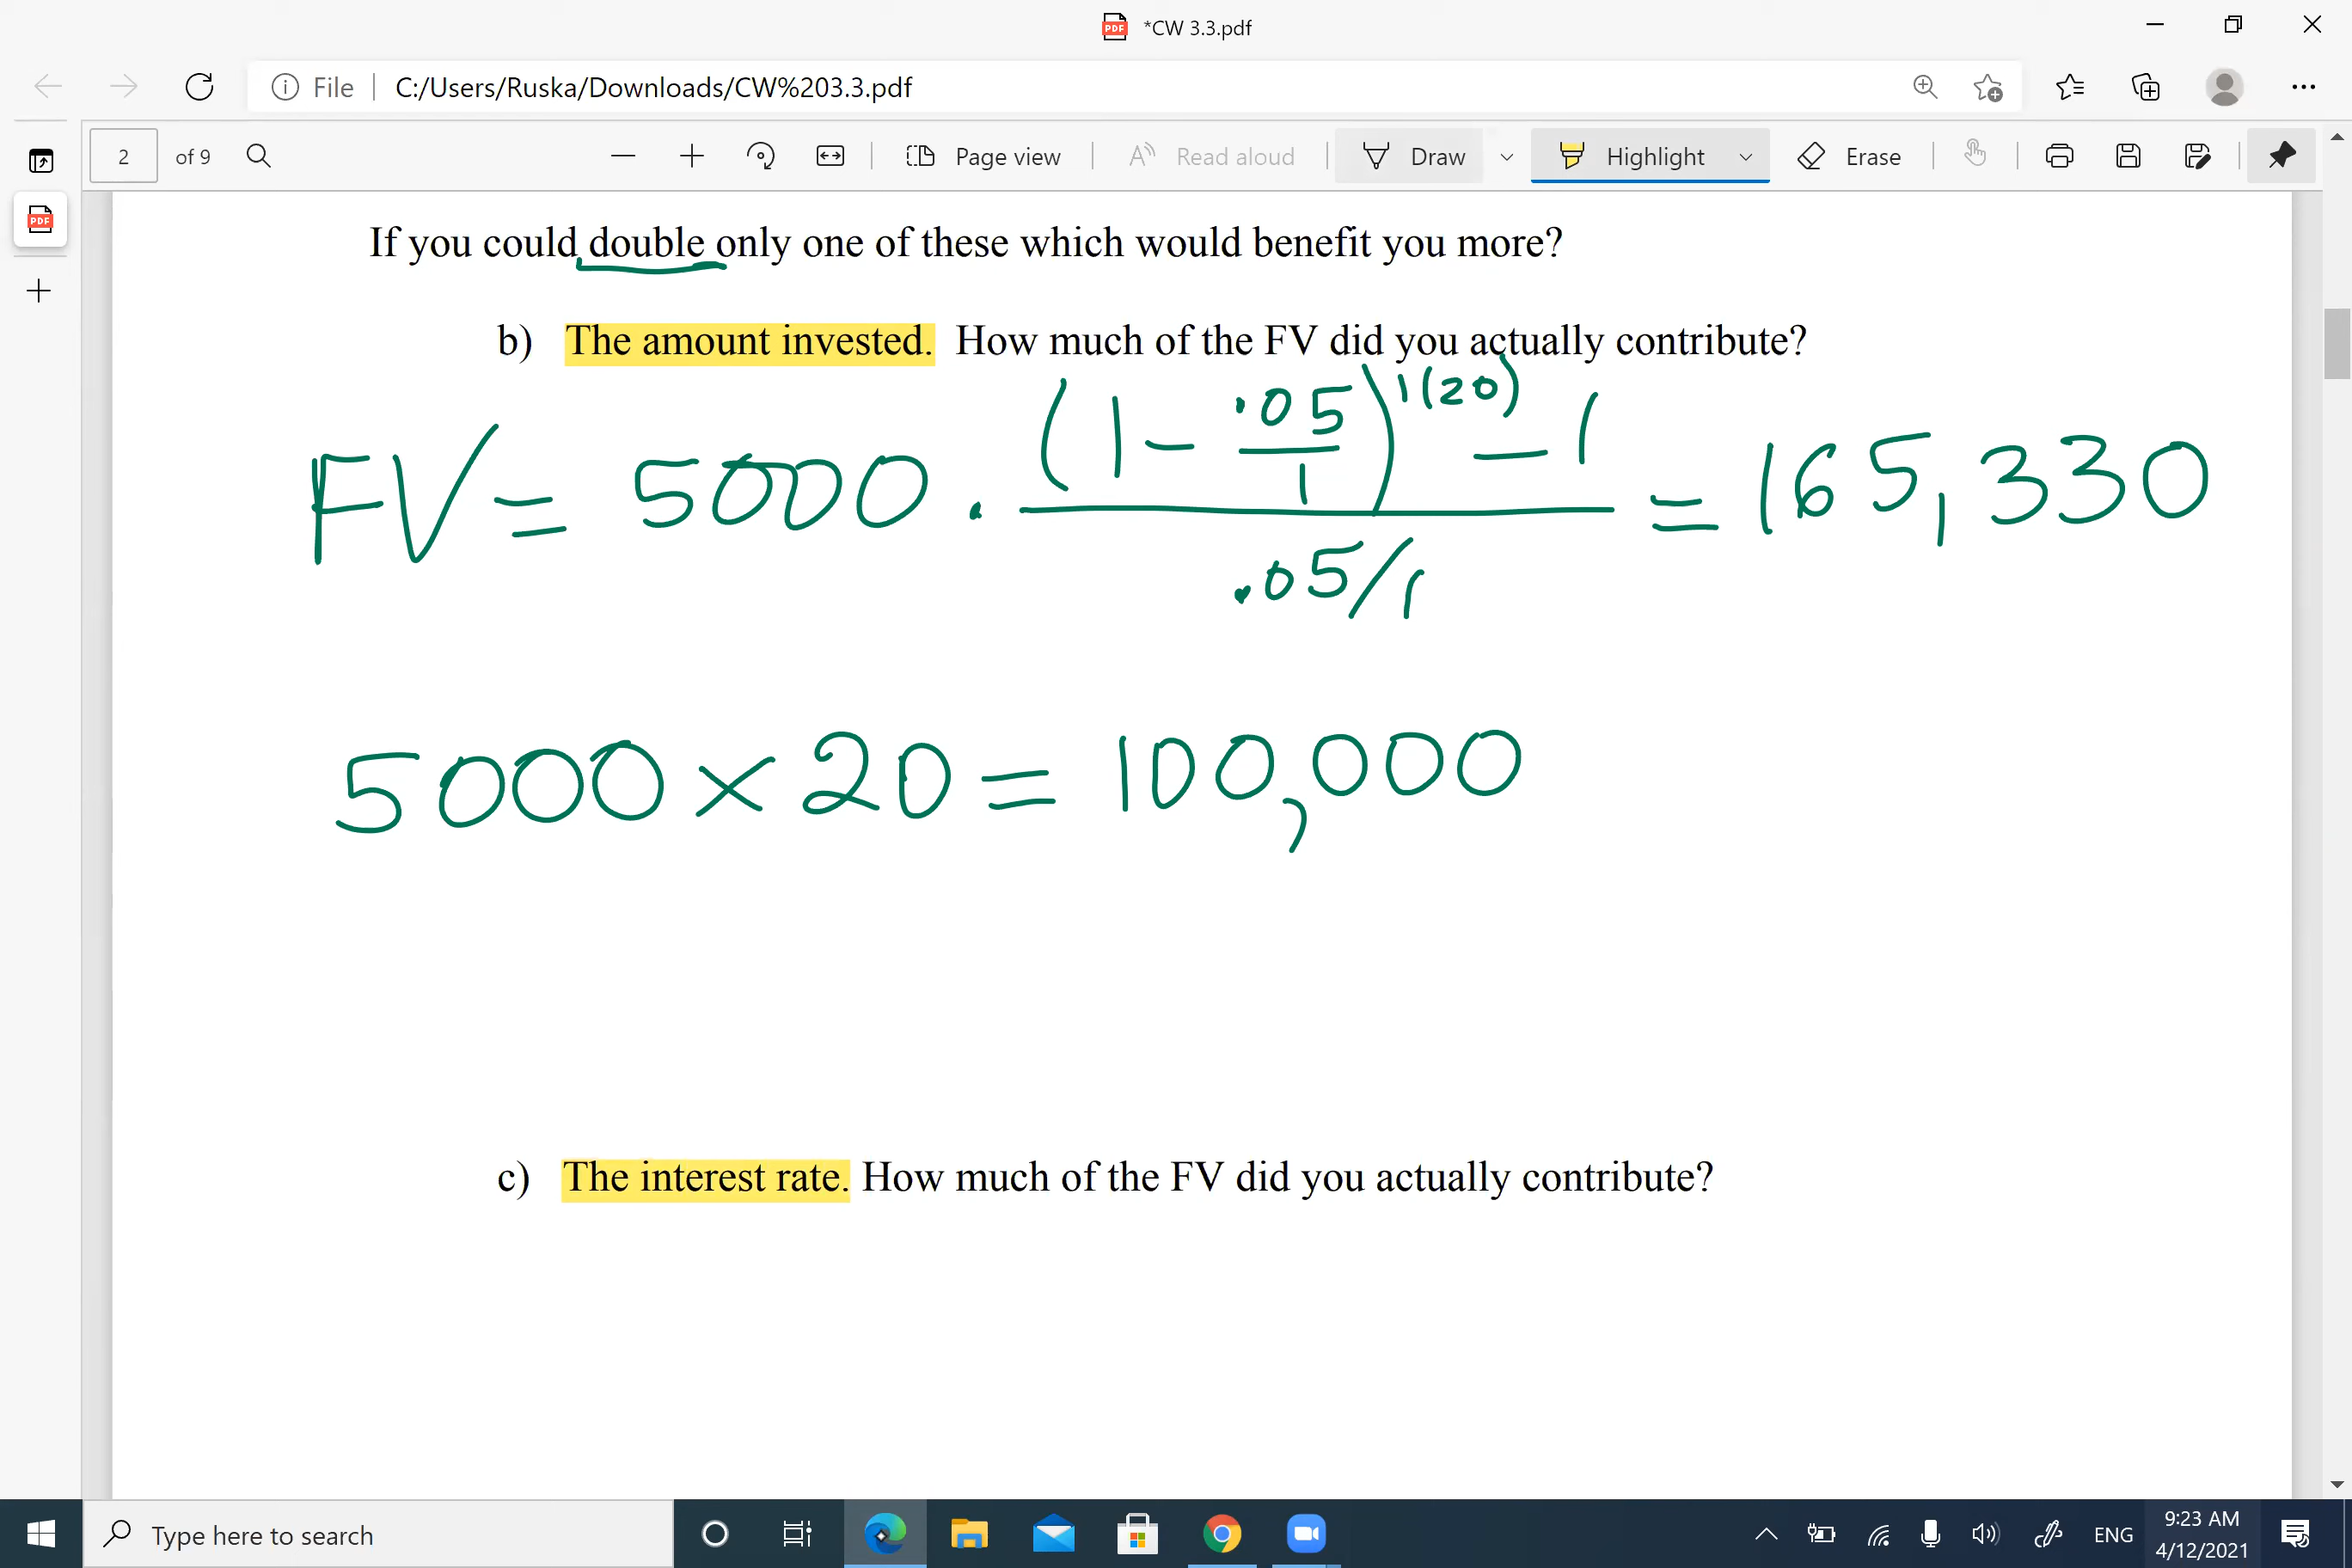 *CW 3.3.pdf
File C:/Users/Ruska/Downloads/CW%203.3.pdf
2 of 9 Page view Read aloud Draw Highlight Erase
If you could double only one of these which would benefit you more?
b) The amount invested. How much of the FV did you actually contribute?
FV = 5000 · (1 - .05/1)^1(20) - 1 / .05/1 = 165,330
5000 × 20 = 100,000
c) The interest rate. How much of the FV did you actually contribute?
Type here to search
ENG
9:23 AM
4/12/2021